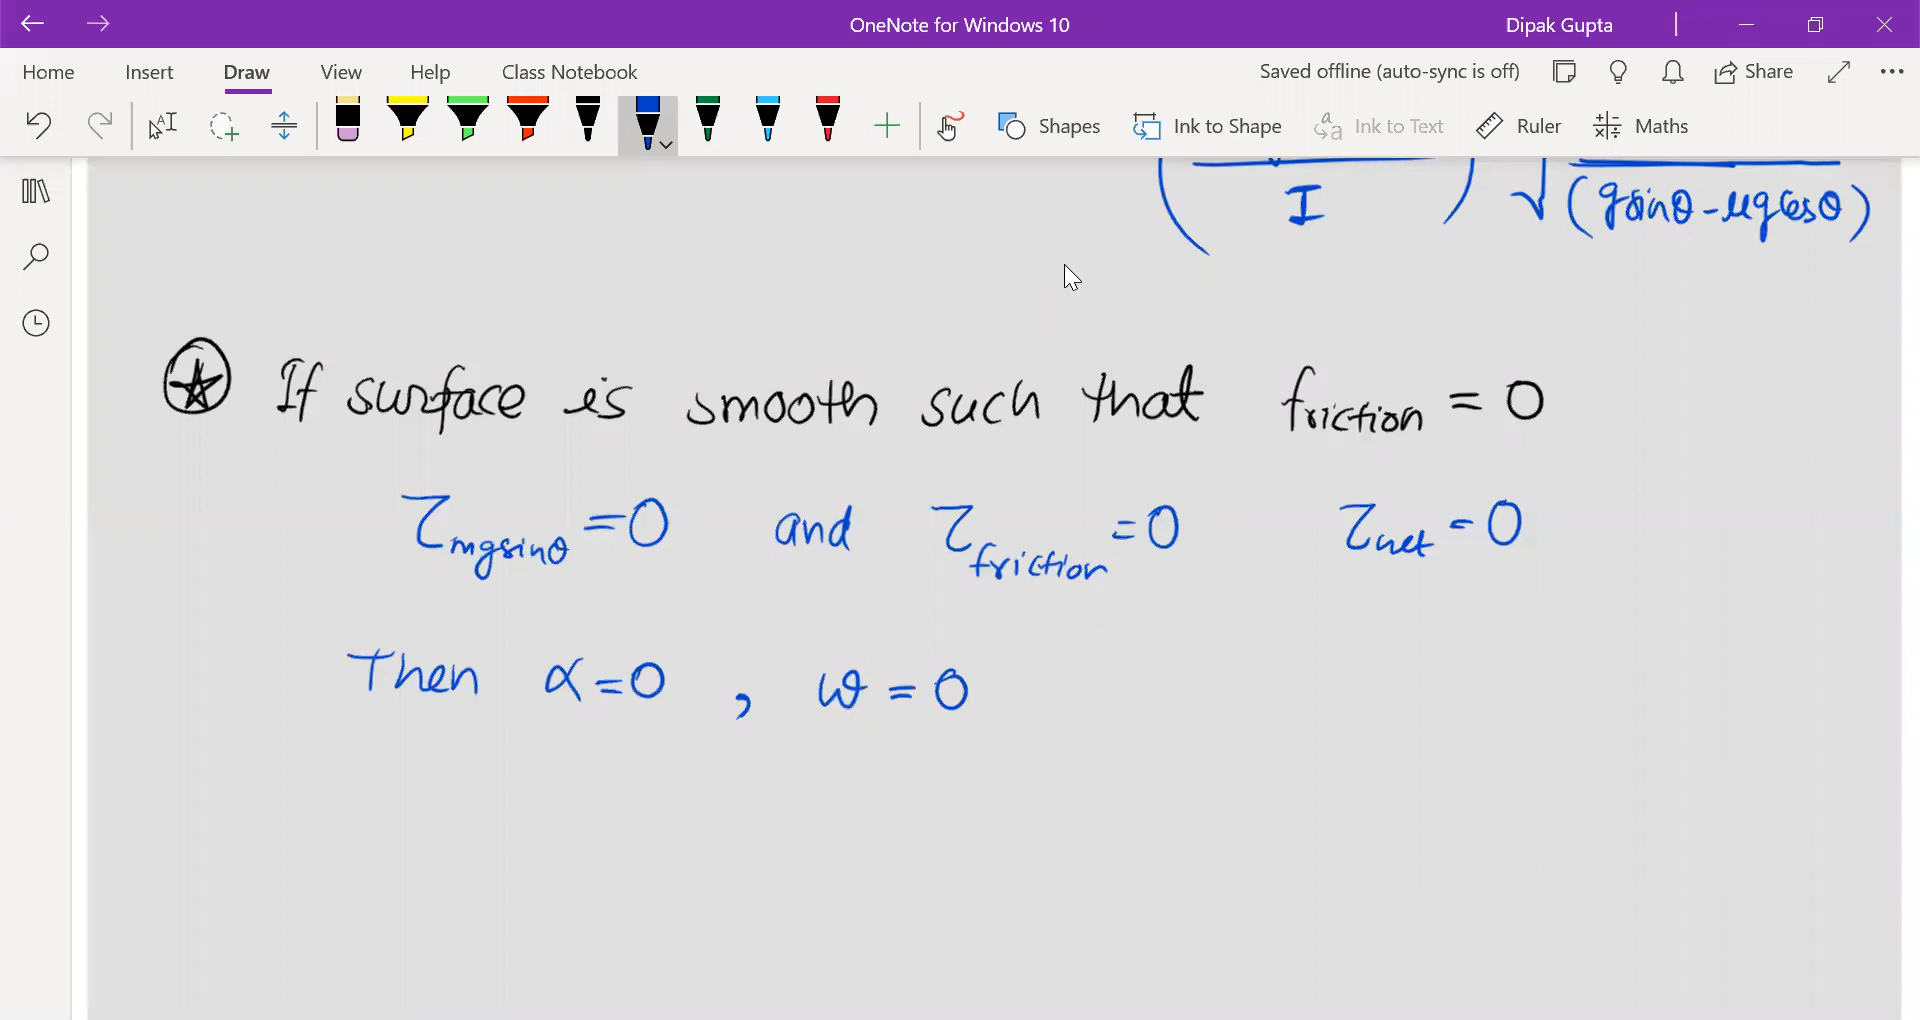 OneNote for Windows 10
Dipak Gupta
Home Insert Draw View Help Class Notebook
Saved offline (auto-sync is off) Share
Shapes Ink to Shape Ink to Text Ruler Maths
I √(gsinθ-μgcosθ)
If surface is smooth such that friction = 0
τmgsinθ = 0 and τfriction = 0 τnet = 0
Then α = 0 , ω = 0